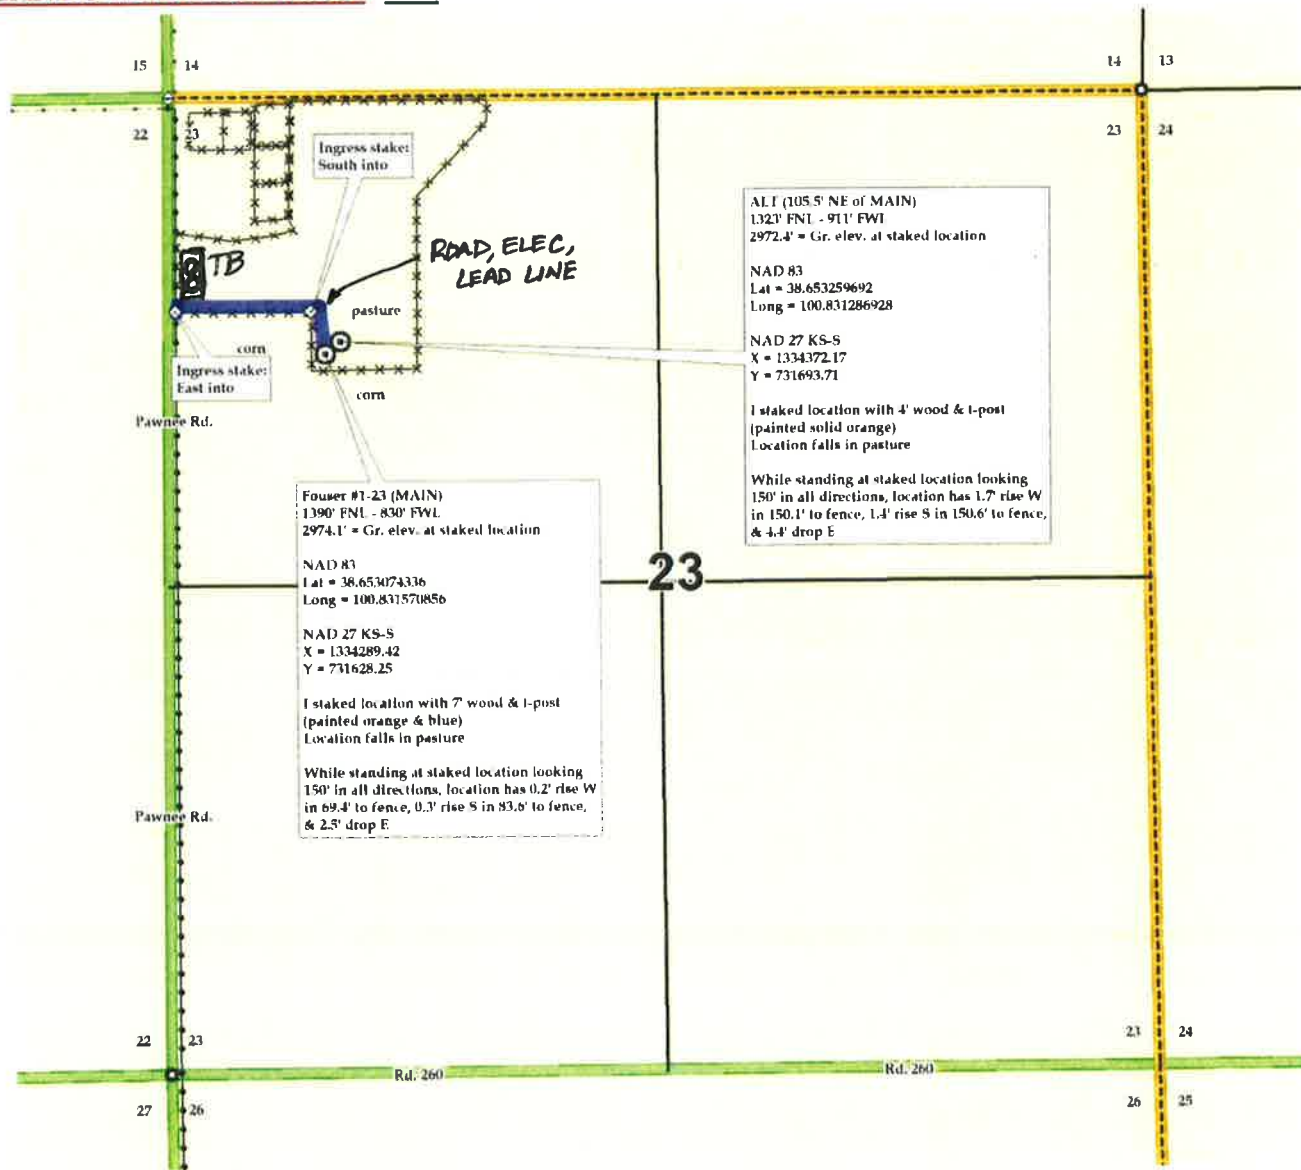 15 14
14 13
22 23
23 24
Ingress stake:
South into
TB
ROAD, ELEC,
LEAD LINE
pasture
corn
Ingress stake:
East into
corn
Pawnee Rd.
ALT (105.5' NE of MAIN)
1323' FNL - 911' FWL
2972.4' = Gr. elev. at staked location
NAD 83
Lat = 38.653259692
Long = 100.831286928
NAD 27 KS-S
X = 1334372.17
Y = 731693.71
I staked location with 4' wood & t-post
(painted solid orange)
Location falls in pasture
While standing at staked location looking
150' in all directions, location has 1.7' rise W
in 150.1' to fence, 1.4' rise S in 150.6' to fence,
& 4.4' drop E
Fouser #1-23 (MAIN)
1390' FNL - 830' FWL
2974.1' = Gr. elev. at staked location
NAD 83
Lat = 38.653074336
Long = 100.831570856
NAD 27 KS-S
X = 1334289.42
Y = 731628.25
I staked location with 7' wood & t-post
(painted orange & blue)
Location falls in pasture
While standing at staked location looking
150' in all directions, location has 0.2' rise W
in 69.4' to fence, 0.3' rise S in 83.6' to fence,
& 2.5' drop E
23
Pawnee Rd.
22 23
23 24
Rd. 260
Rd. 260
27 26
26 25